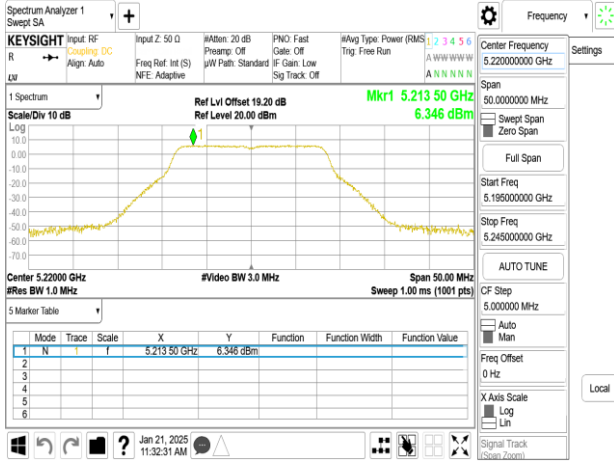 Spectrum Analyzer 1
Swept SA
Frequency
Settings
KEYSIGHT Input: RF Input Z: 50 Ω #Atten: 20 dB PNO: Fast #Avg Type: Power (RMS 1 2 3 4 5 6
R Coupling: DC Preamp: Off Gate: Off Trig: Free Run A W W W W W
Align: Auto Freq Ref: Int (S) µW Path: Standard IF Gain: Low
LXI NFE: Adaptive Sig Track: Off A N N N N N
1 Spectrum
Ref Lvl Offset 19.20 dB Mkr1 5.213 50 GHz
Scale/Div 10 dB Ref Level 20.00 dBm 6.346 dBm
Log
1
10.0
0.00
-10.0
-20.0
-30.0
-40.0
-50.0
-60.0
-70.0
Center 5.22000 GHz #Video BW 3.0 MHz Span 50.00 MHz
#Res BW 1.0 MHz Sweep 1.00 ms (1001 pts)
5 Marker Table
Mode Trace Scale X Y Function Function Width Function Value
1 N 1 f 5.213 50 GHz 6.346 dBm
2
3
4
5
6
Jan 21, 2025
11:32:31 AM
Center Frequency
5.220000000 GHz
Span
50.0000000 MHz
Swept Span
Zero Span
Full Span
Start Freq
5.195000000 GHz
Stop Freq
5.245000000 GHz
AUTO TUNE
CF Step
5.000000 MHz
Auto
Man
Freq Offset
0 Hz
X Axis Scale
Log
Lin
Signal Track
(Span Zoom)
Local